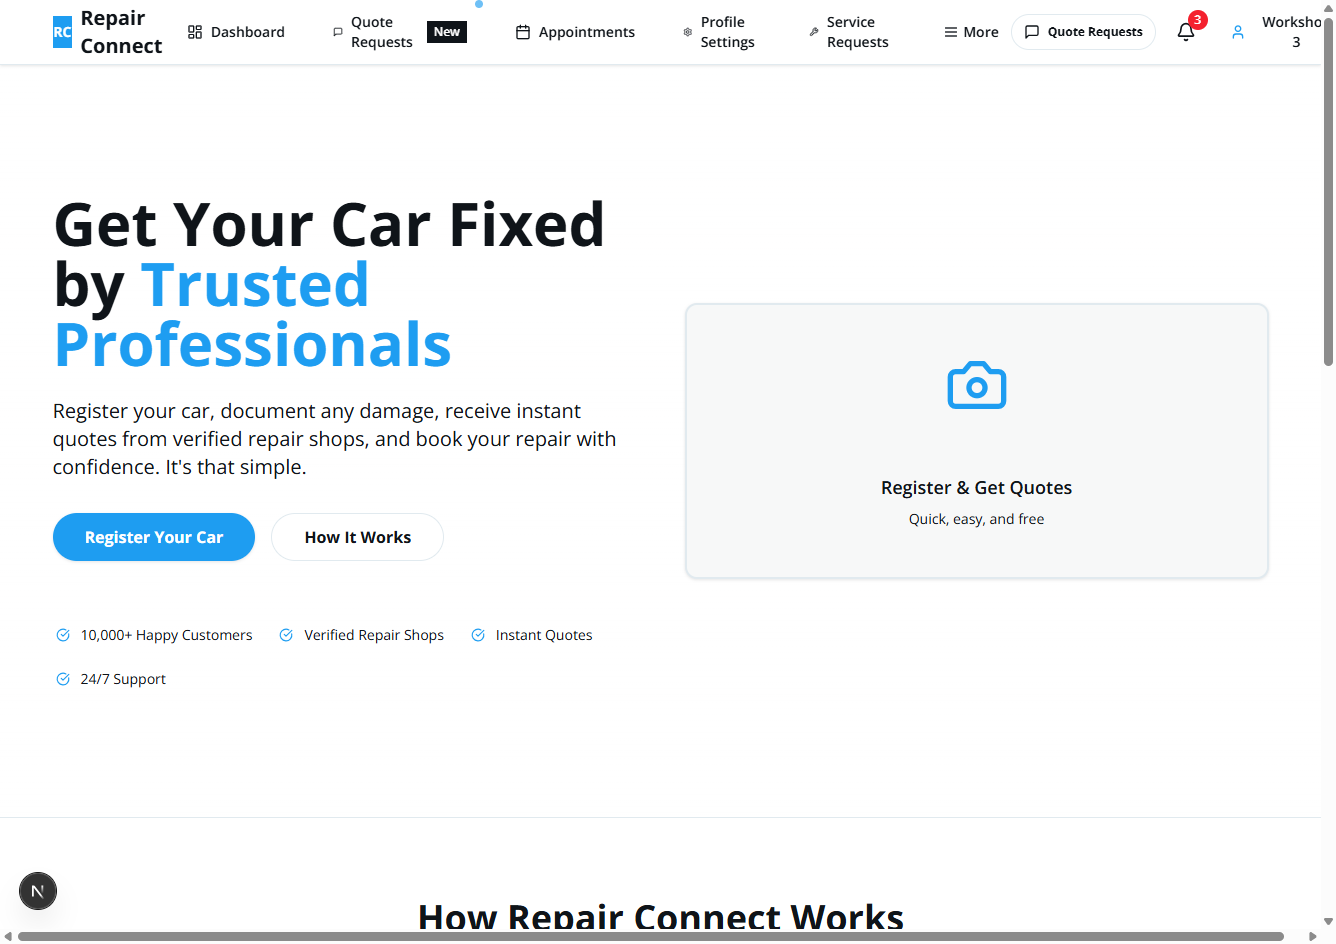 RC
Repair
Connect
Dashboard
Quote
Requests
New
Appointments
Profile
Settings
Service
Requests
More
Quote Requests
3
3
Get Your Car Fixed
by Trusted
Professionals
Register your car, document any damage, receive instant
quotes from verified repair shops, and book your repair with
confidence. It's that simple.
Register Your Car
How It Works
10,000+ Happy Customers
Verified Repair Shops
Instant Quotes
24/7 Support
Register & Get Quotes
Quick, easy, and free
N
How Repair Connect Works